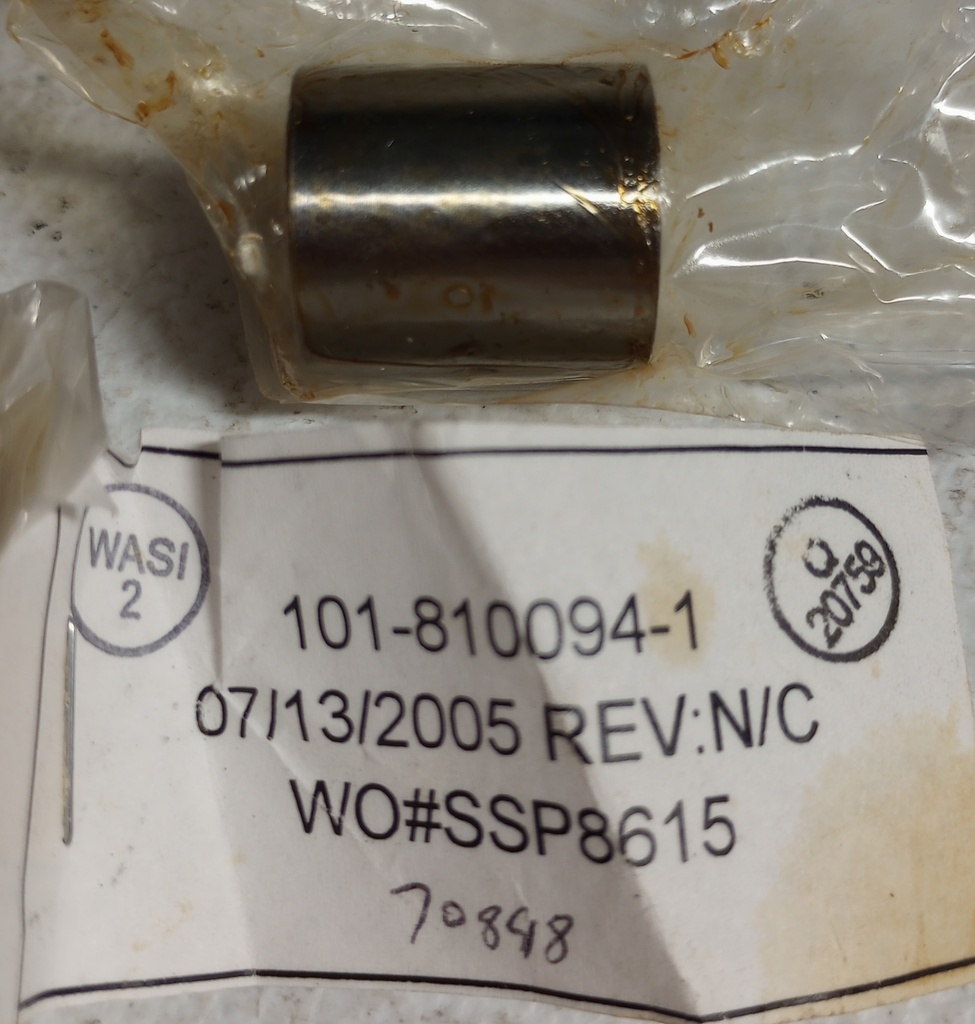 WASI
2
Q
20759
101-810094-1
07/13/2005 REV:N/C
WO#SSP8615
70848